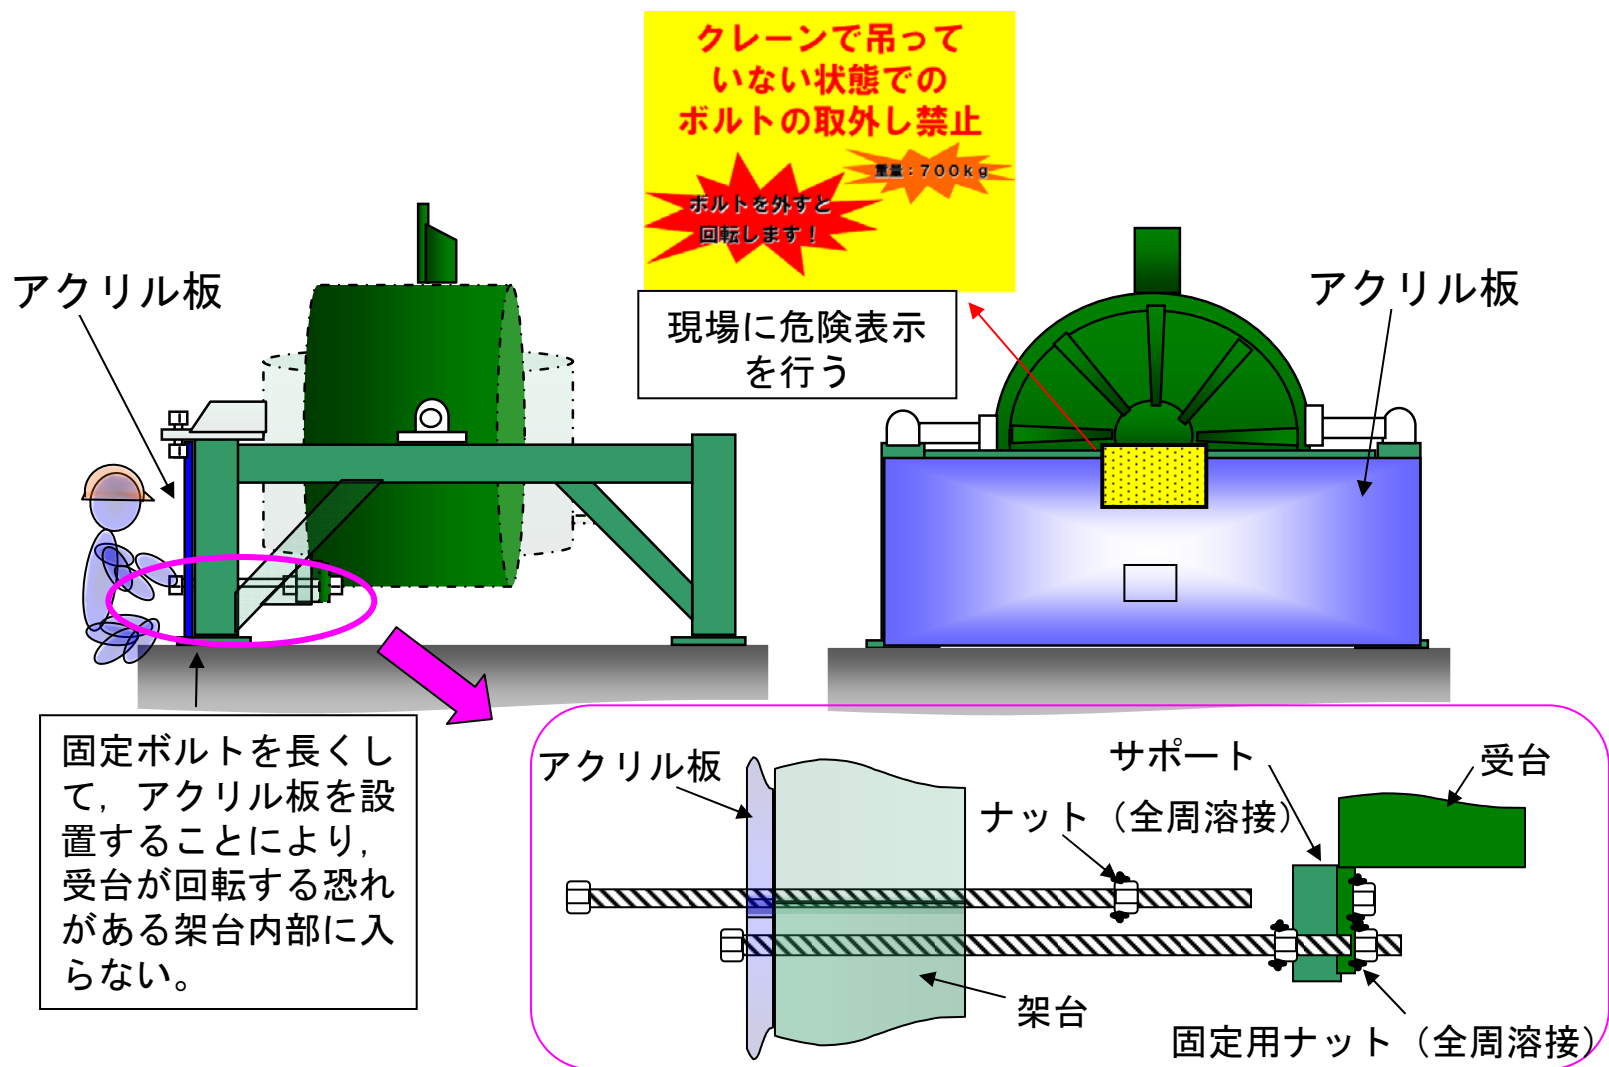 クレーンで吊って
いない状態での
ボルトの取外し禁止
重量：７００ｋｇ
ボルトを外すと
回転します！
現場に危険表示
を行う
アクリル板
アクリル板
固定ボルトを長くし
て，アクリル板を設
置することにより，
受台が回転する恐れ
がある架台内部に入
らない。
アクリル板
サポート
受台
ナット（全周溶接）
架台
固定用ナット（全周溶接）